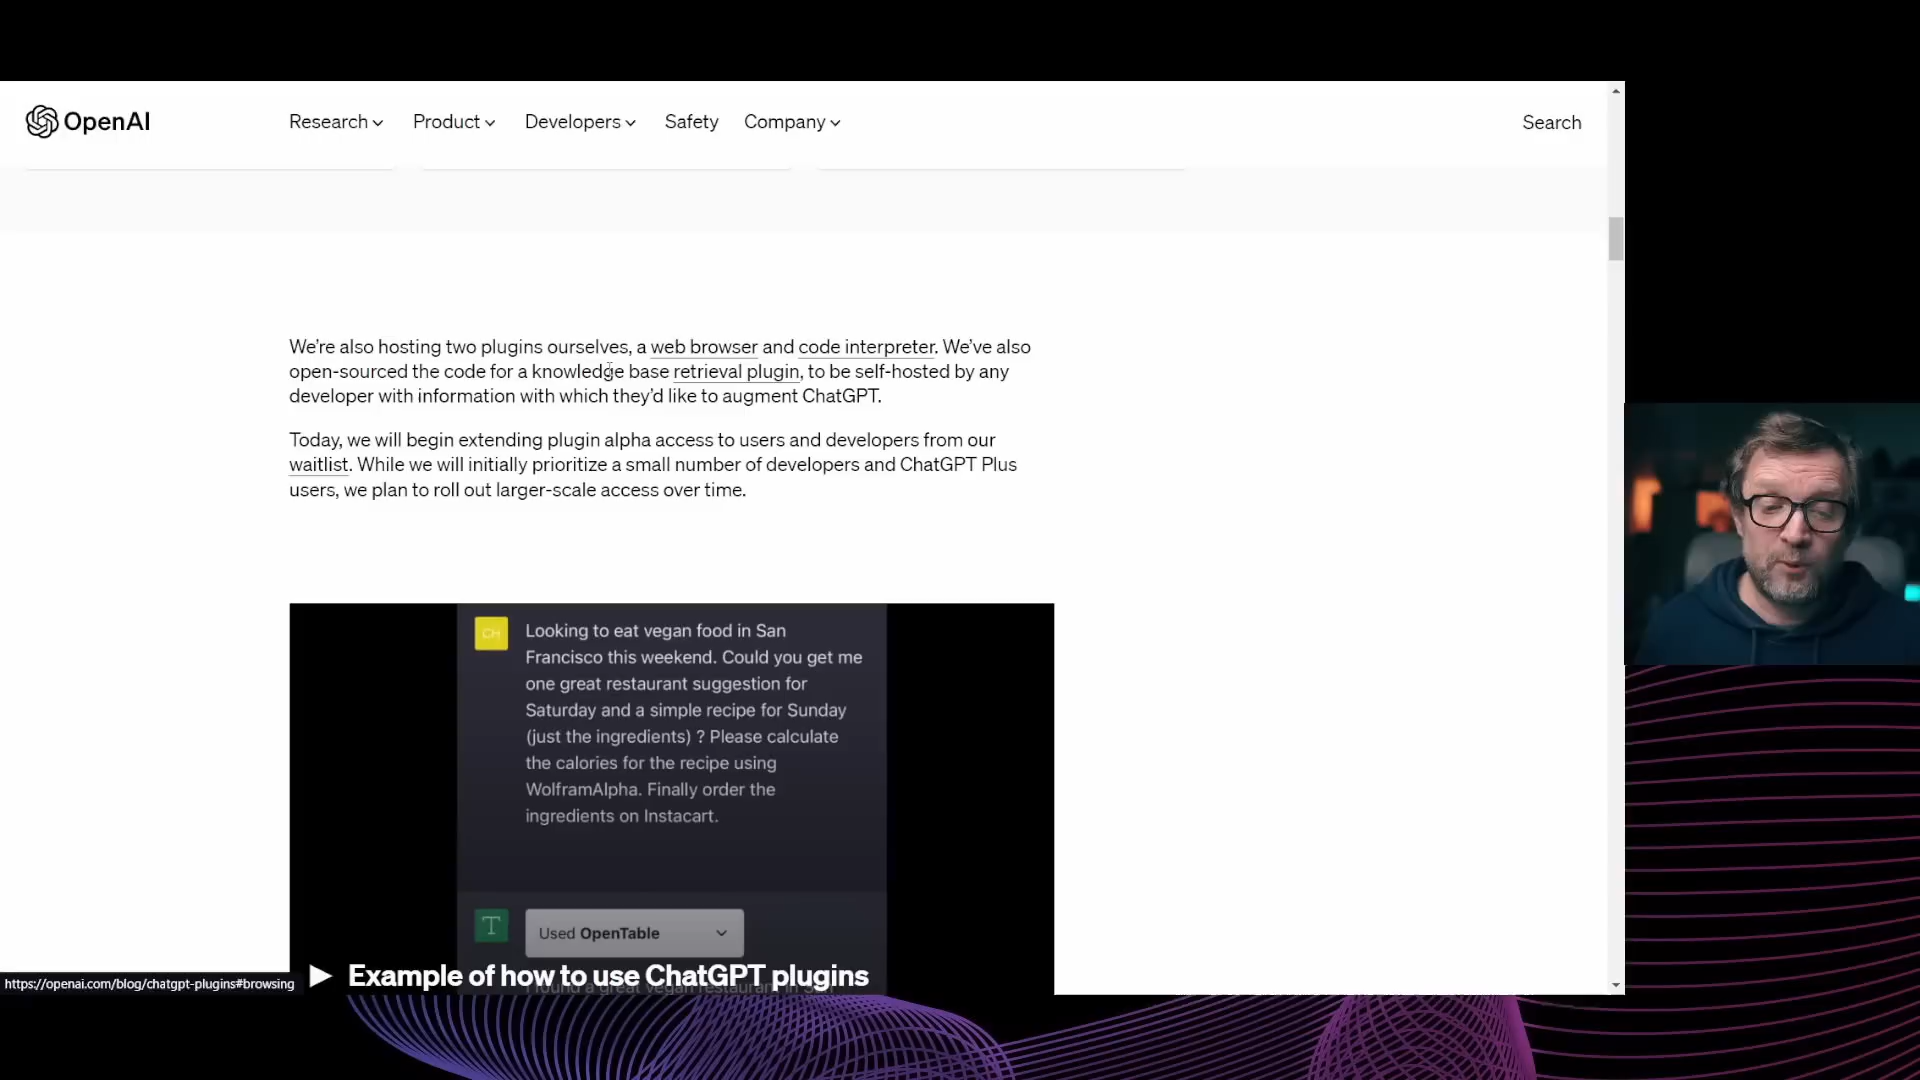 OpenAI
Research
Product
Developers
Safety
Company
Search
We're also hosting two plugins ourselves, a web browser and code interpreter. We've also
open-sourced the code for a knowledge base retrieval plugin, to be self-hosted by any
developer with information with which they'd like to augment ChatGPT.
Today, we will begin extending plugin alpha access to users and developers from our
waitlist. While we will initially prioritize a small number of developers and ChatGPT Plus
users, we plan to roll out larger-scale access over time.
CH
Looking to eat vegan food in San
Francisco this weekend. Could you get me
one great restaurant suggestion for
Saturday and a simple recipe for Sunday
(just the ingredients) ? Please calculate
the calories for the recipe using
WolframAlpha. Finally order the
ingredients on Instacart.
T
Used OpenTable
Example of how to use ChatGPT plugins
https://openai.com/blog/chatgpt-plugins#browsing